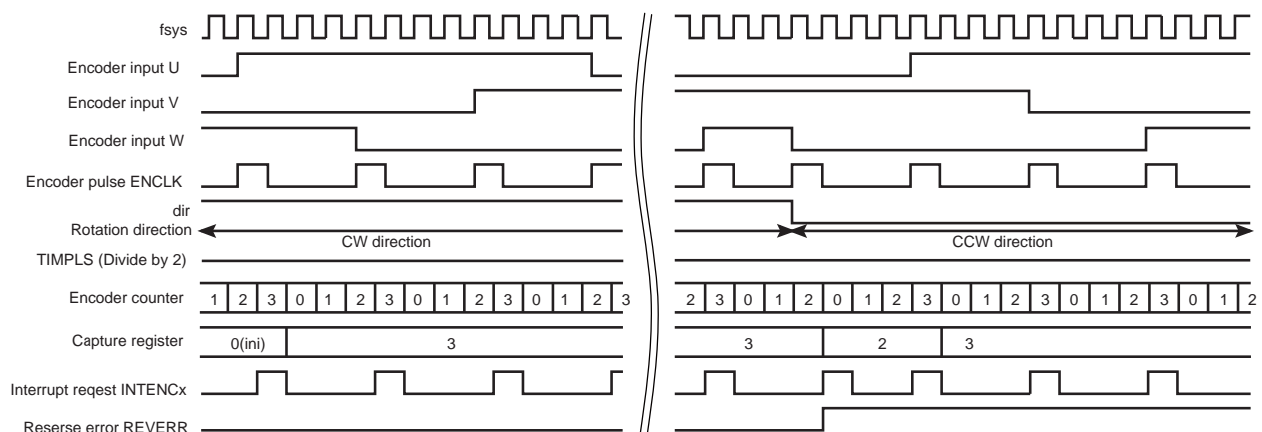 fsys
Encoder input U
Encoder input V
Encoder input W
Encoder pulse ENCLK
dir
Rotation direction
CW direction
CCW direction
TIMPLS (Divide by 2)
Encoder counter
1 2 3 0 1 2 3 0 1 2 3 0 1 2 3
2 3 0 1 2 0 1 2 3 0 1 2 3 0 1 2 3 0 1 2
Capture register
0(ini) 3
3 2 3
Interrupt reqest INTENCx
Reserse error REVERR